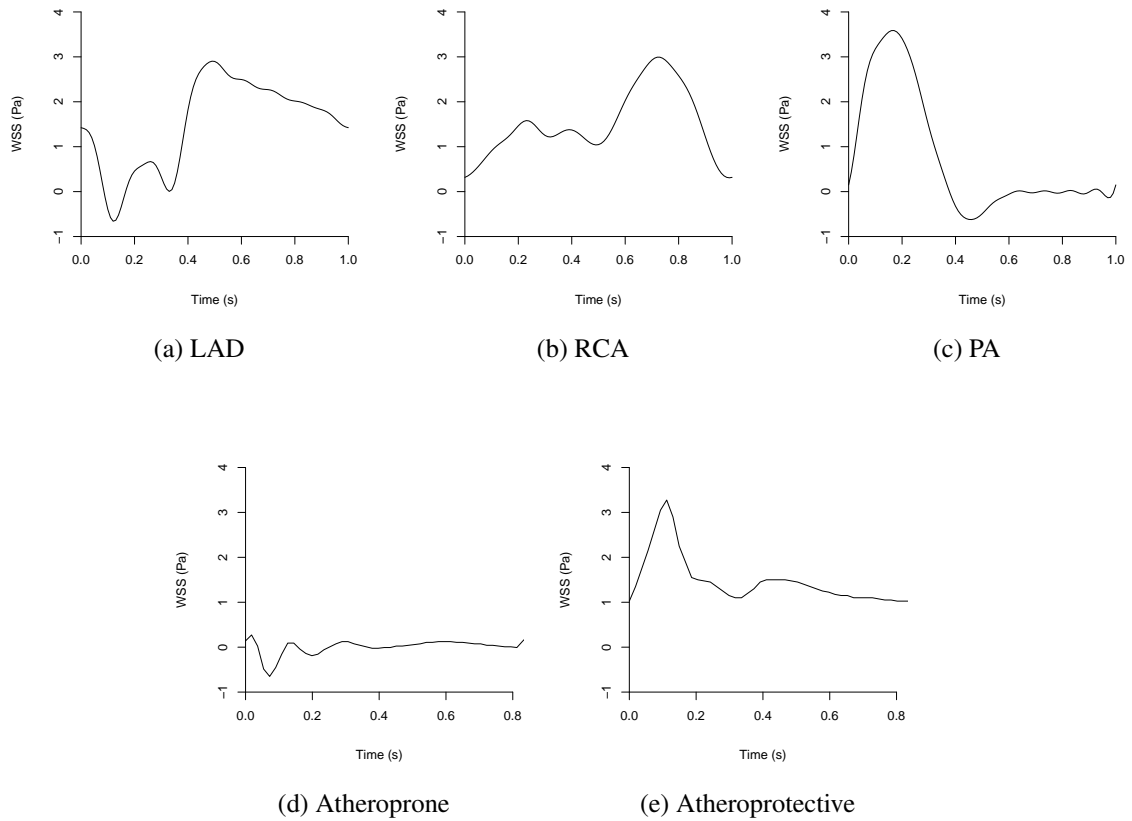 4
3
2
1
0
−1
WSS (Pa)
0.0 0.2 0.4 0.6 0.8 1.0
Time (s)
(a) LAD
4
3
2
1
0
−1
WSS (Pa)
0.0 0.2 0.4 0.6 0.8 1.0
Time (s)
(b) RCA
4
3
2
1
0
−1
WSS (Pa)
0.0 0.2 0.4 0.6 0.8 1.0
Time (s)
(c) PA
4
3
2
1
0
−1
WSS (Pa)
0.0 0.2 0.4 0.6 0.8
Time (s)
(d) Atheroprone
4
3
2
1
0
−1
WSS (Pa)
0.0 0.2 0.4 0.6 0.8
Time (s)
(e) Atheroprotective